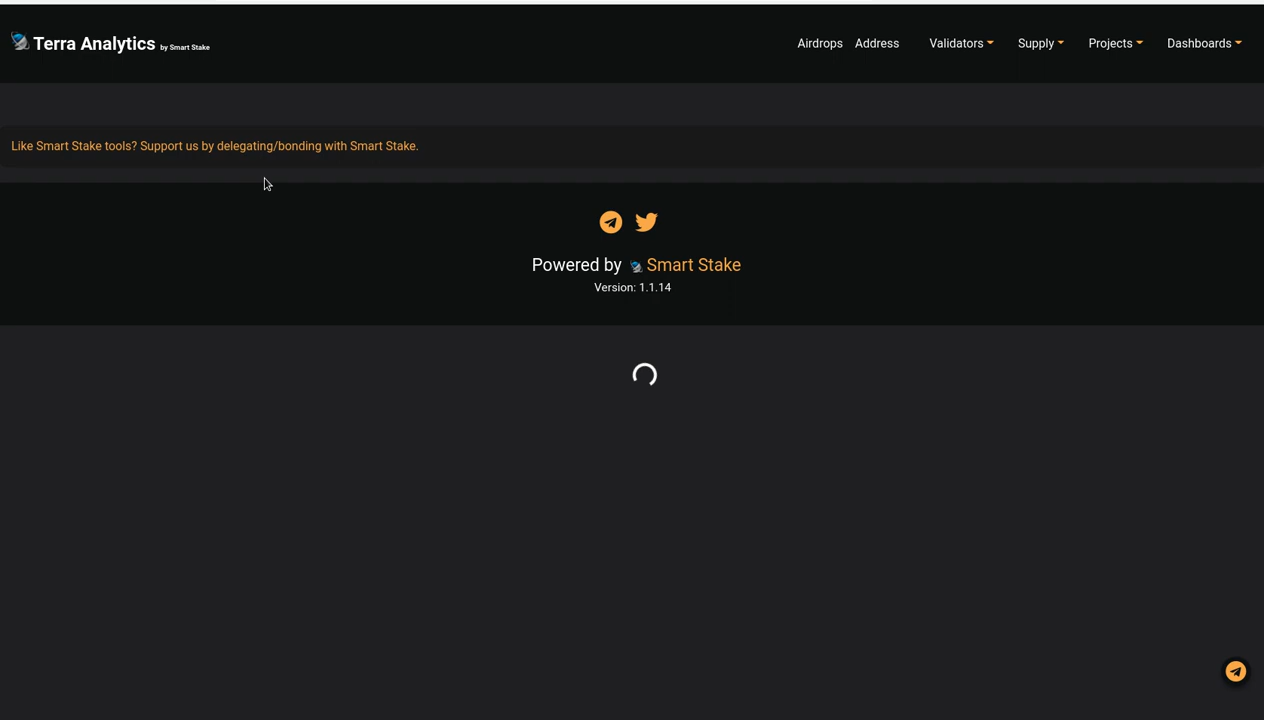 Terra Analytics by Smart Stake
Airdrops Address Validators Supply Projects Dashboards
Like Smart Stake tools? Support us by delegating/bonding with Smart Stake.
Powered by Smart Stake
Version: 1.1.14